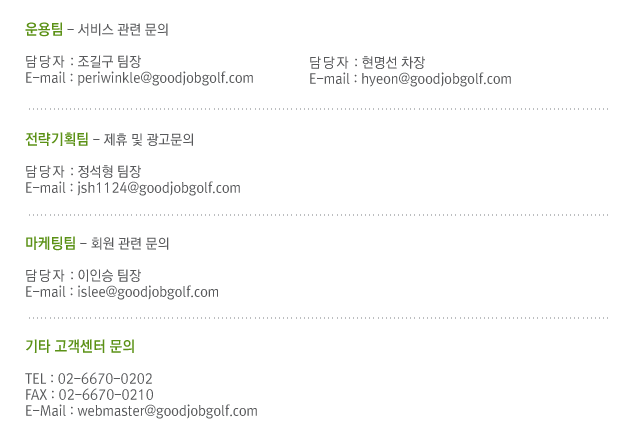 운용팀 - 서비스 관련 문의
담당자 : 조길구 팀장
E-mail : periwinkle@goodjobgolf.com
담당자 : 현명선 차장
E-mail : hyeon@goodjobgolf.com
전략기획팀 - 제휴 및 광고문의
담당자 : 정석형 팀장
E-mail : jsh1124@goodjobgolf.com
마케팅팀 - 회원 관련 문의
담당자 : 이인승 팀장
E-mail : islee@goodjobgolf.com
기타 고객센터 문의
TEL : 02-6670-0202
FAX : 02-6670-0210
E-Mail : webmaster@goodjobgolf.com